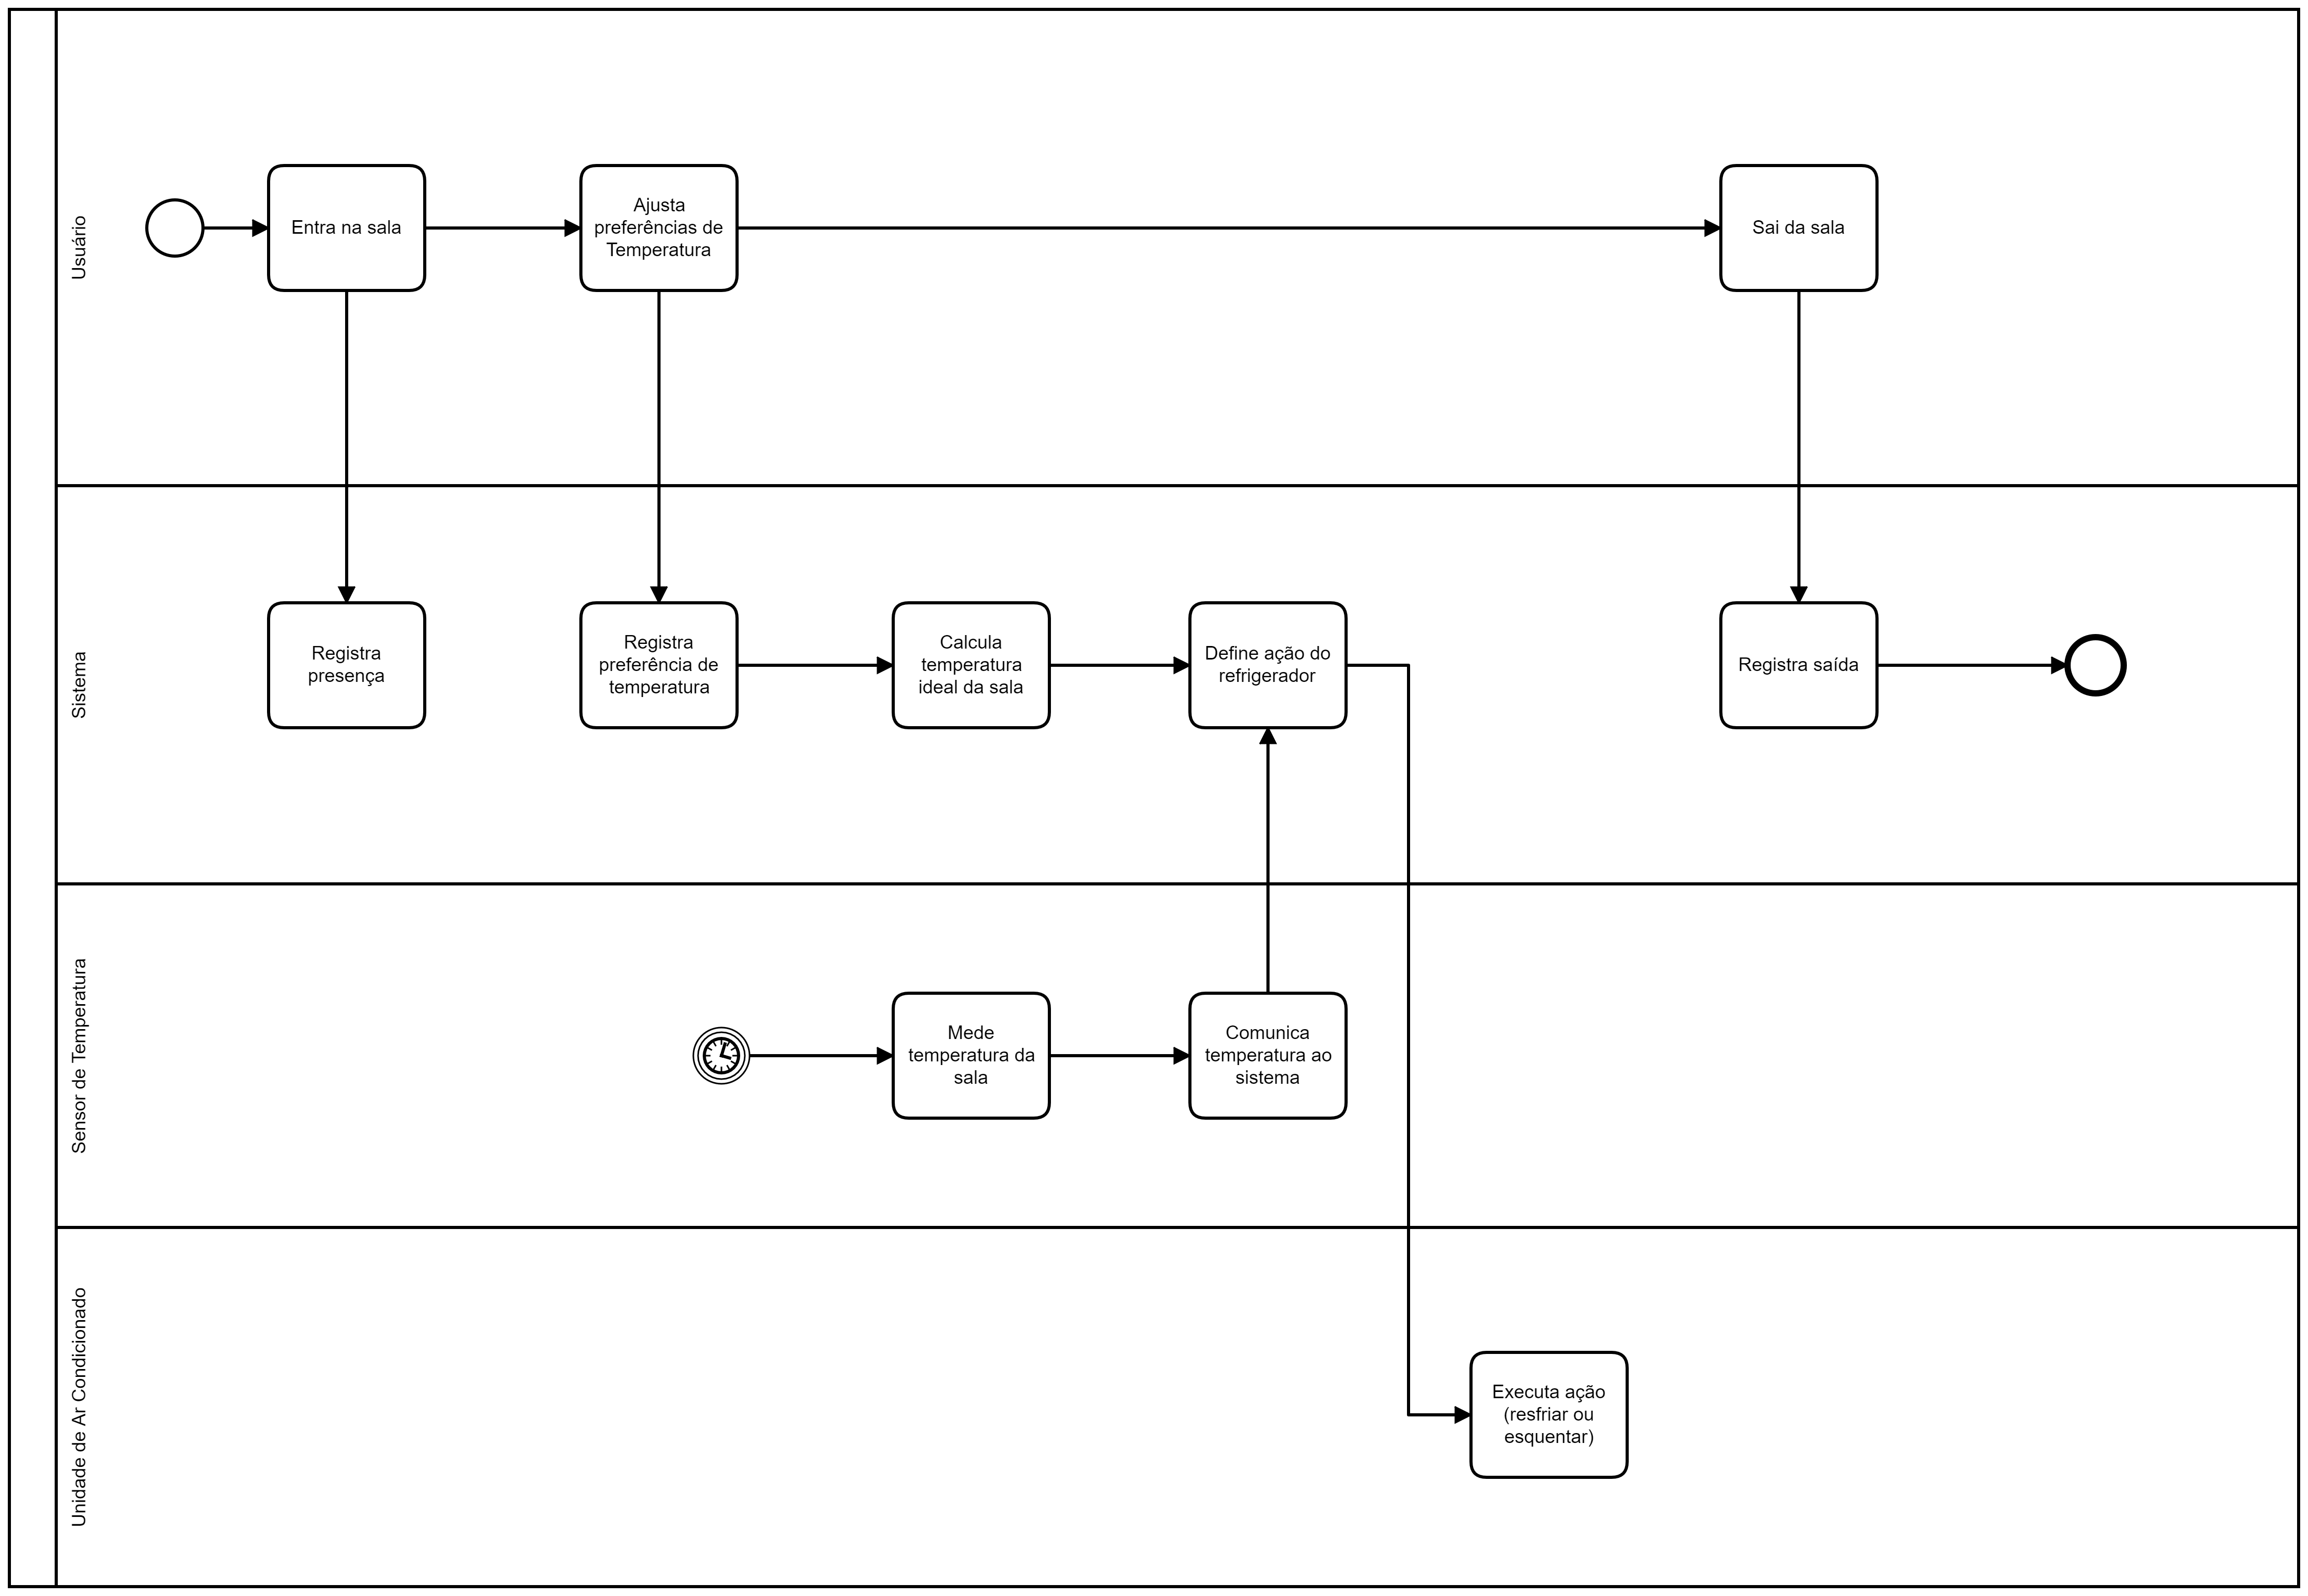 Usuário
Entra na sala
Ajusta
preferências de
Temperatura
Sai da sala
Sistema
Registra
presença
Registra
preferência de
temperatura
Calcula
temperatura
ideal da sala
Define ação do
refrigerador
Registra saída
Sensor de Temperatura
Mede
temperatura da
sala
Comunica
temperatura ao
sistema
Unidade de Ar Condicionado
Executa ação
(resfriar ou
esquentar)